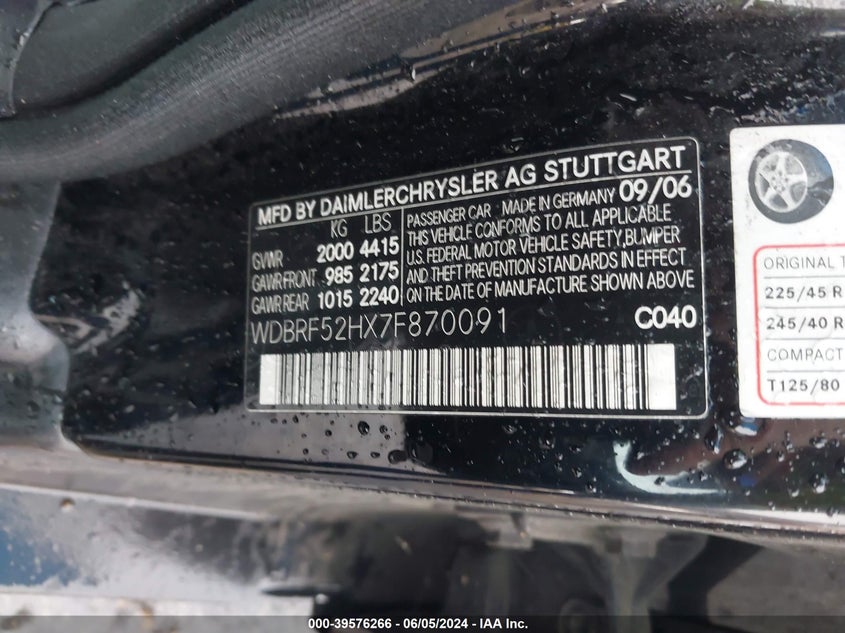 MFD BY DAIMLERCHRYSLER AG STUTTGART
KG LBS
GVWR 2000 4415
GAWR FRONT 985 2175
GAWR REAR 1015 2240
PASSENGER CAR MADE IN GERMANY 09/06
THIS VEHICLE CONFORMS TO ALL APPLICABLE
U.S. FEDERAL MOTOR VEHICLE SAFETY, BUMPER
AND THEFT PREVENTION STANDARDS IN EFFECT
ON THE DATE OF MANUFACTURE SHOWN ABOVE
WDBRF52HX7F870091 C040
ORIGINAL T
225/45 R
245/40 R
COMPACT
T125/80
000-39576266 - 06/05/2024 - IAA Inc.